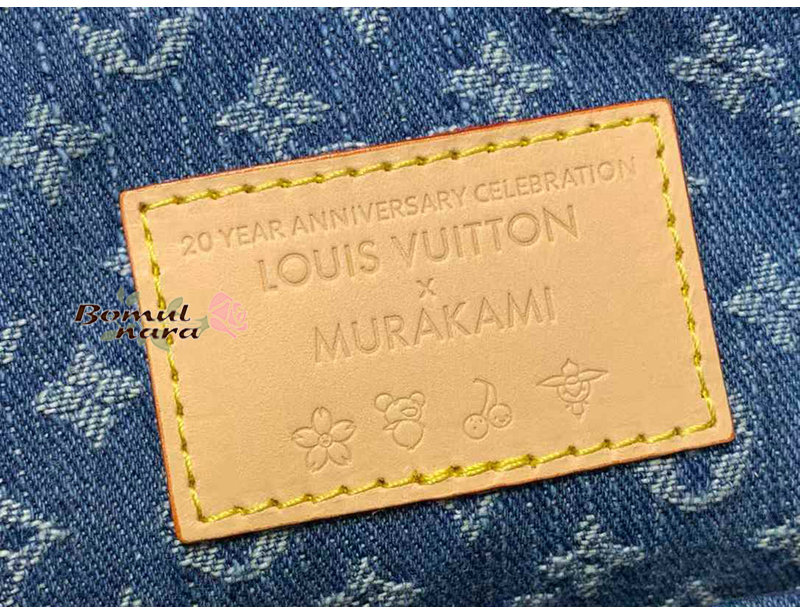 20 YEAR ANNIVERSARY CELEBRATION
LOUIS VUITTON
x
MURAKAMI
Bomul
nara